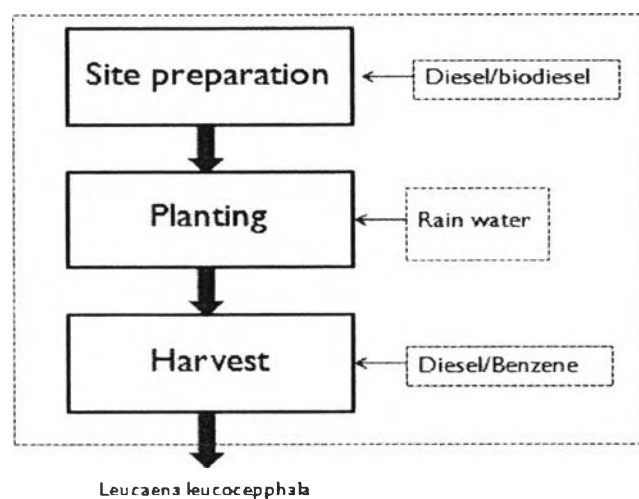 Site preparation
Diesel/biodiesel
Planting
Rain water
Harvest
Diesel/Benzene
Leucaena leucocepphala